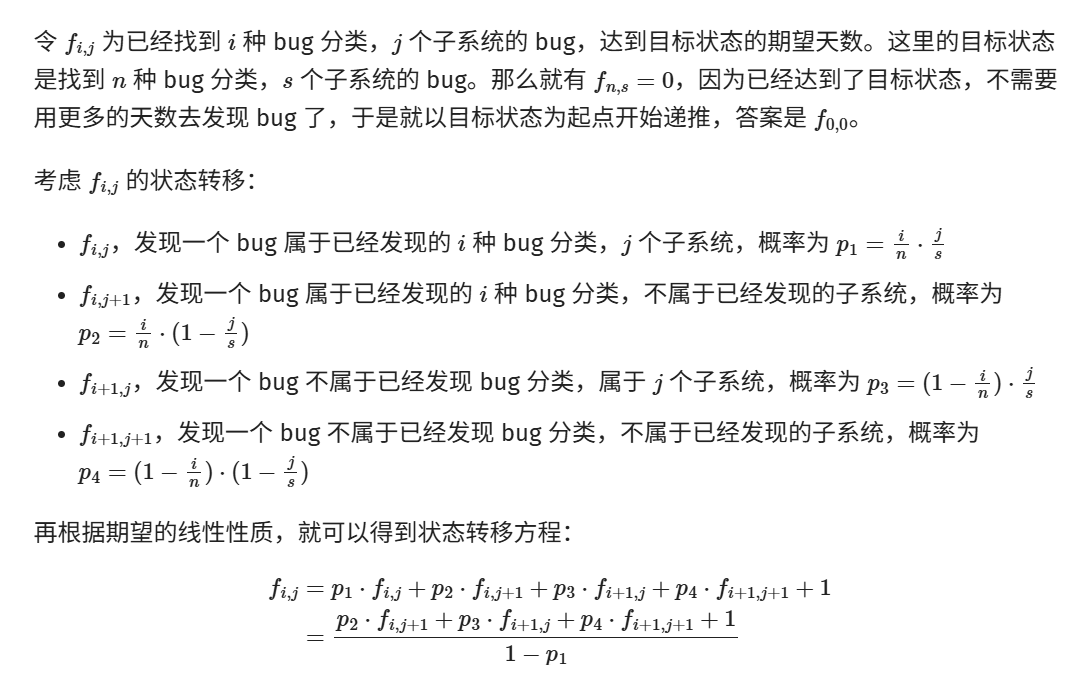 令 $f_{i,j}$ 为已经找到 $i$ 种 bug 分类，$j$ 个子系统的 bug，达到目标状态的期望天数。这里的目标状态
是找到 $n$ 种 bug 分类，$s$ 个子系统的 bug。那么就有 $f_{n,s} = 0$，因为已经达到了目标状态，不需要
用更多的天数去发现 bug 了，于是就以目标状态为起点开始递推，答案是 $f_{0,0}$。
考虑 $f_{i,j}$ 的状态转移：
• $f_{i,j}$，发现一个 bug 属于已经发现的 $i$ 种 bug 分类，$j$ 个子系统，概率为 $p_1 = \frac{i}{n} \cdot \frac{j}{s}$
• $f_{i,j+1}$，发现一个 bug 属于已经发现的 $i$ 种 bug 分类，不属于已经发现的子系统，概率为
$p_2 = \frac{i}{n} \cdot (1 - \frac{j}{s})$
• $f_{i+1,j}$，发现一个 bug 不属于已经发现 bug 分类，属于 $j$ 个子系统，概率为 $p_3 = (1 - \frac{i}{n}) \cdot \frac{j}{s}$
• $f_{i+1,j+1}$，发现一个 bug 不属于已经发现 bug 分类，不属于已经发现的子系统，概率为
$p_4 = (1 - \frac{i}{n}) \cdot (1 - \frac{j}{s})$
再根据期望的线性性质，就可以得到状态转移方程：
$f_{i,j} = p_1 \cdot f_{i,j} + p_2 \cdot f_{i,j+1} + p_3 \cdot f_{i+1,j} + p_4 \cdot f_{i+1,j+1} + 1$
$= \frac{p_2 \cdot f_{i,j+1} + p_3 \cdot f_{i+1,j} + p_4 \cdot f_{i+1,j+1} + 1}{1 - p_1}$